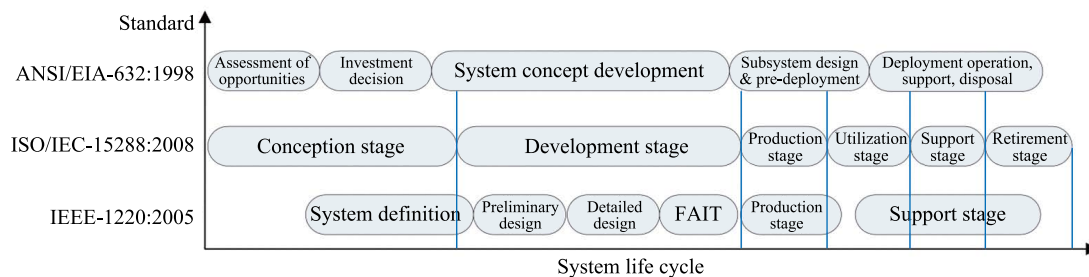 Standard
ANSI/EIA-632:1998
Assessment of
opportunities
Investment
decision
System concept development
Subsystem design
& pre-deployment
Deployment operation,
support, disposal
ISO/IEC-15288:2008
Conception stage
Development stage
Production
stage
Utilization
stage
Support
stage
Retirement
stage
IEEE-1220:2005
System definition
Preliminary
design
Detailed
design
FAIT
Production
stage
Support stage
System life cycle